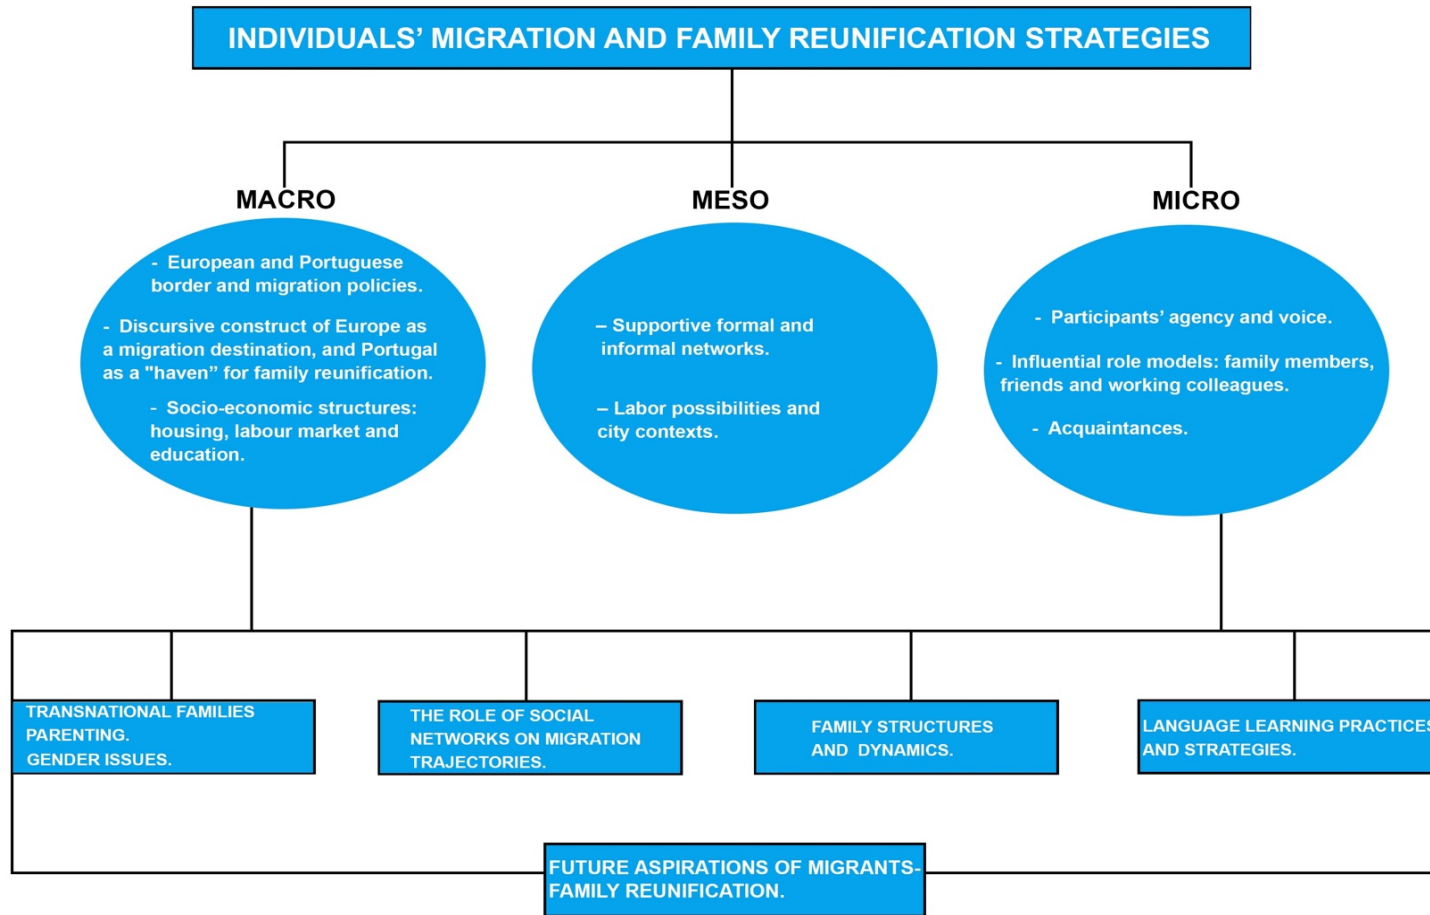 INDIVIDUALS’ MIGRATION AND FAMILY REUNIFICATION STRATEGIES
MACRO
- European and Portuguese
border and migration policies.
- Discursive construct of Europe as
a migration destination, and Portugal
as a "haven” for family reunification.
- Socio-economic structures:
housing, labour market and
education.
MESO
– Supportive formal and
informal networks.
– Labor possibilities and
city contexts.
MICRO
- Participants’ agency and voice.
- Influential role models: family members,
friends and working colleagues.
- Acquaintances.
TRANSNATIONAL FAMILIES
PARENTING.
GENDER ISSUES.
THE ROLE OF SOCIAL
NETWORKS ON MIGRATION
TRAJECTORIES.
FAMILY STRUCTURES
AND DYNAMICS.
LANGUAGE LEARNING PRACTICES
AND STRATEGIES.
FUTURE ASPIRATIONS OF MIGRANTS-
FAMILY REUNIFICATION.